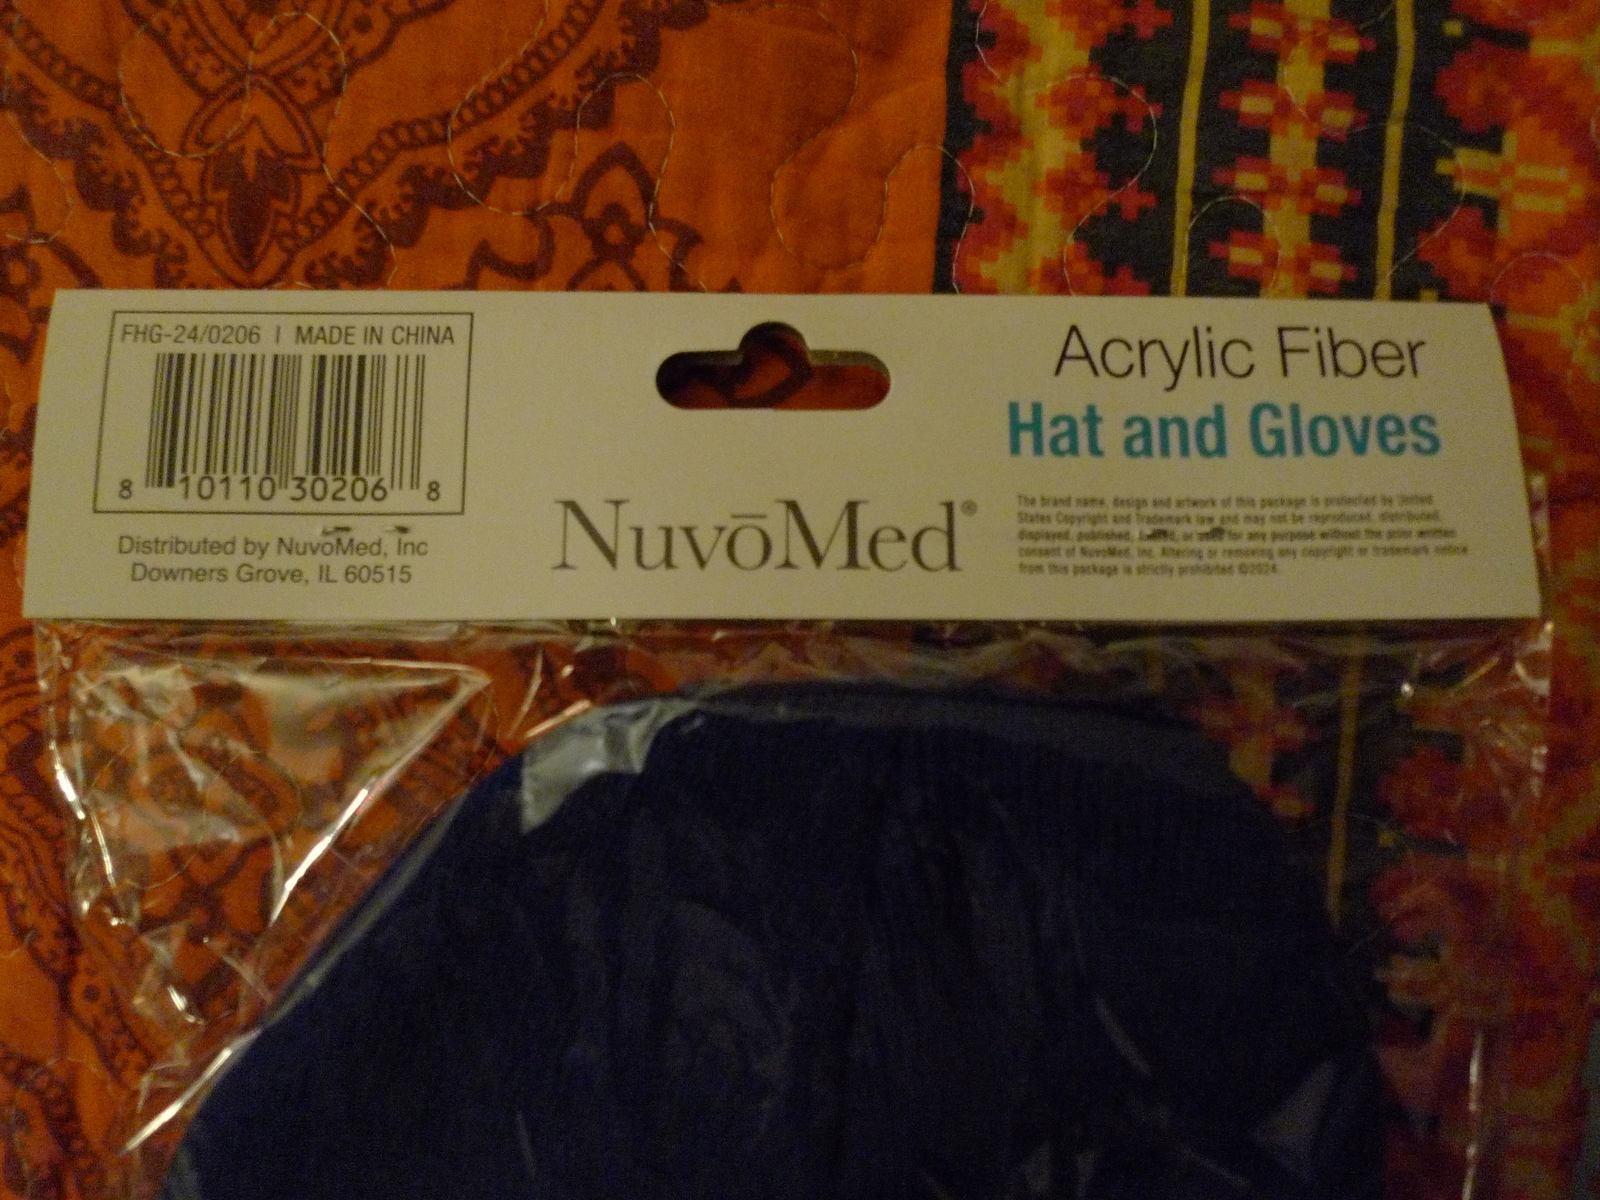 FHG-24/0206 | MADE IN CHINA
8 10110 30206 8
Distributed by NuvoMed, Inc
Downers Grove, IL 60515
NuvōMed®
Acrylic Fiber
Hat and Gloves
The brand name, design and artwork of this package is protected by United
States Copyright and Trademark law and may not be reproduced, distributed,
displayed, published, or used for any purpose without the prior written
consent of NuvoMed, Inc. Altering or removing any copyright or trademark notice
from this package is strictly prohibited ©2024.